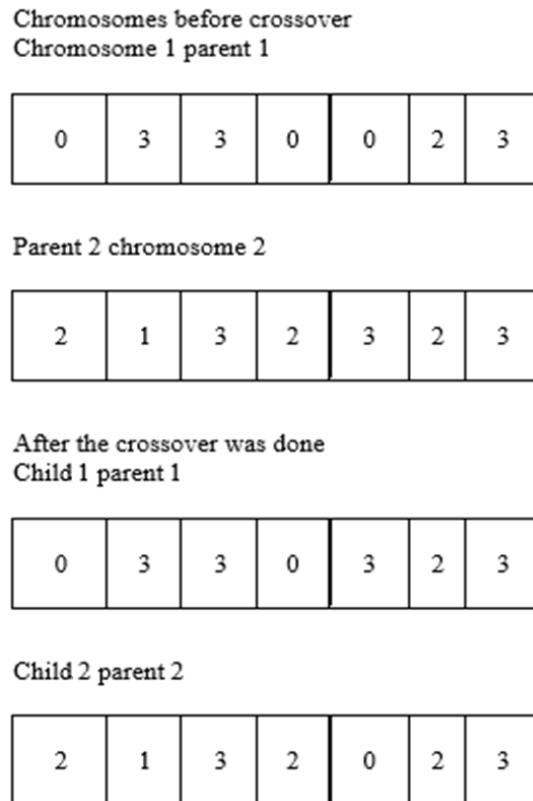 Chromosomes before crossover
Chromosome 1 parent 1
0 3 3 0 0 2 3
Parent 2 chromosome 2
2 1 3 2 3 2 3
After the crossover was done
Child 1 parent 1
0 3 3 0 3 2 3
Child 2 parent 2
2 1 3 2 0 2 3